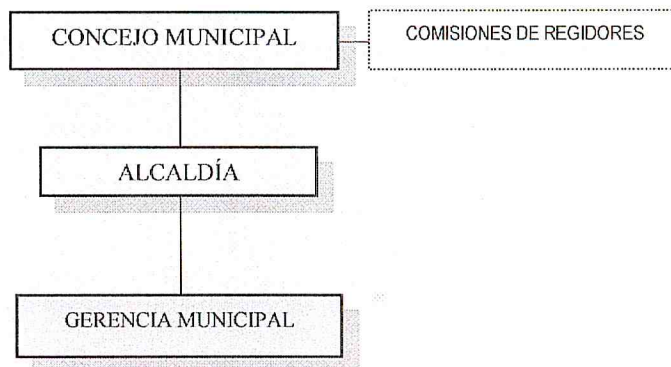 CONCEJO MUNICIPAL
COMISIONES DE REGIDORES
ALCALDÍA
GERENCIA MUNICIPAL